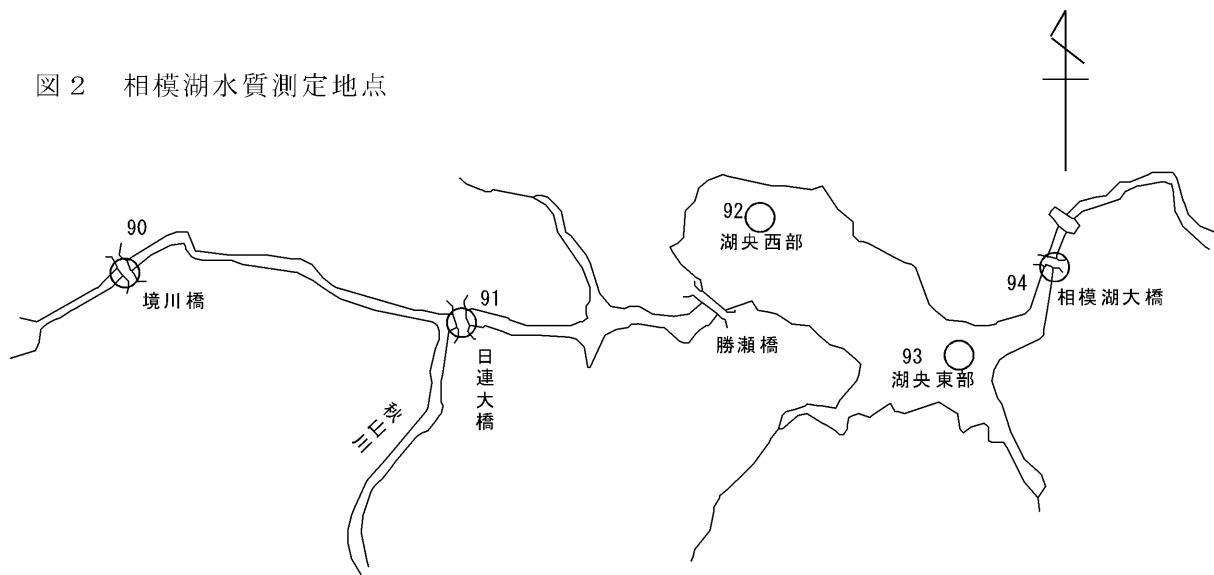 図２　相模湖水質測定地点
90
境川橋
91
日連大橋
秋山川
勝瀬橋
92
湖央西部
93
湖央東部
94
相模湖大橋